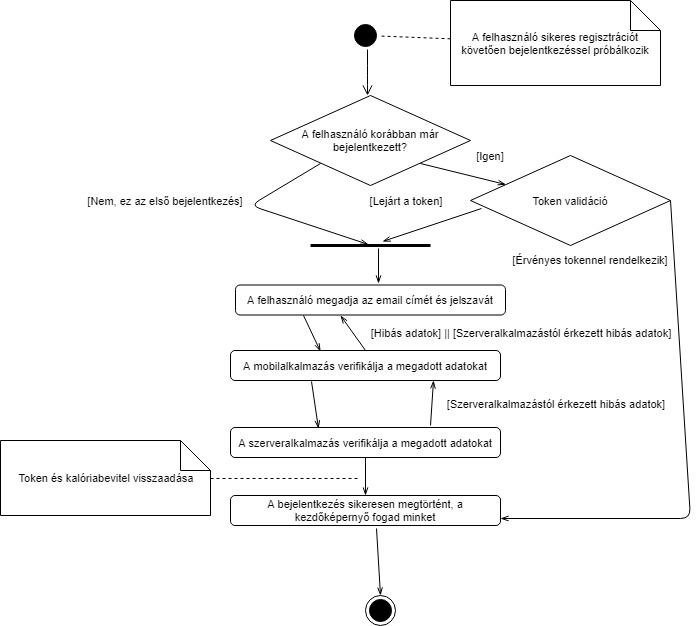 A felhasználó sikeres regisztrációt
követően bejelentkezéssel próbálkozik
A felhasználó korábban már
bejelentkezett?
[Igen]
[Nem, ez az első bejelentkezés]
[Lejárt a token]
Token validáció
[Érvényes tokennel rendelkezik]
A felhasználó megadja az email címét és jelszavát
[Hibás adatok] || [Szerveralkalmazástól érkezett hibás adatok]
A mobilalkalmazás verifikálja a megadott adatokat
[Szerveralkalmazástól érkezett hibás adatok]
A szerveralkalmazás verifikálja a megadott adatokat
Token és kalóriabevitel visszaadása
A bejelentkezés sikeresen megtörtént, a
kezdőképernyő fogad minket